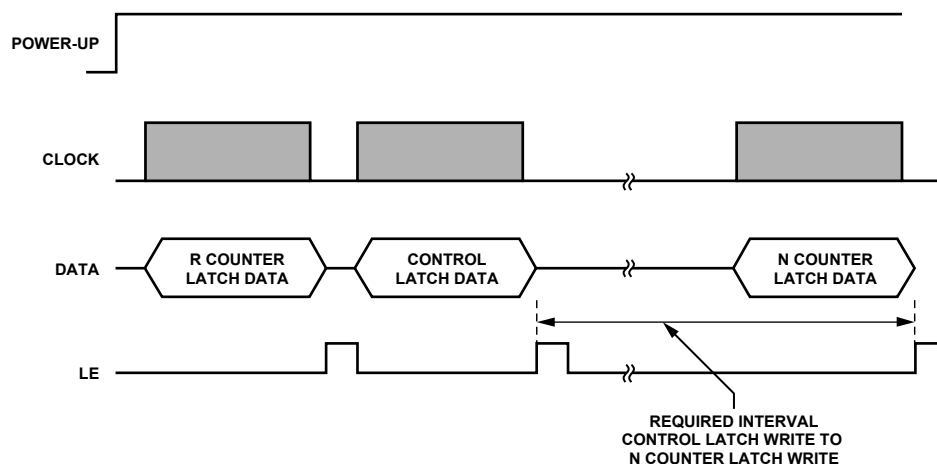 POWER-UP
CLOCK
DATA
R COUNTER
LATCH DATA
CONTROL
LATCH DATA
N COUNTER
LATCH DATA
LE
REQUIRED INTERVAL
CONTROL LATCH WRITE TO
N COUNTER LATCH WRITE